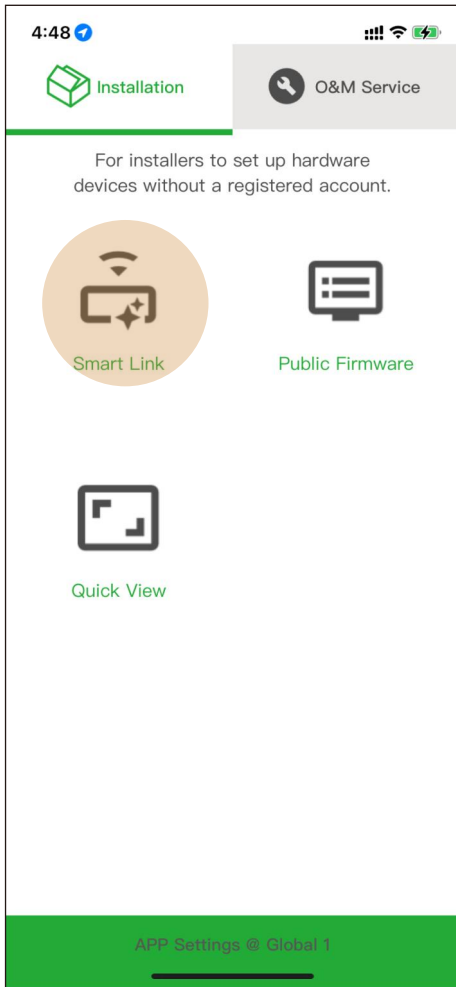 4:48
Installation
O&M Service
For installers to set up hardware
devices without a registered account.
Smart Link
Public Firmware
Quick View
APP Settings @ Global 1